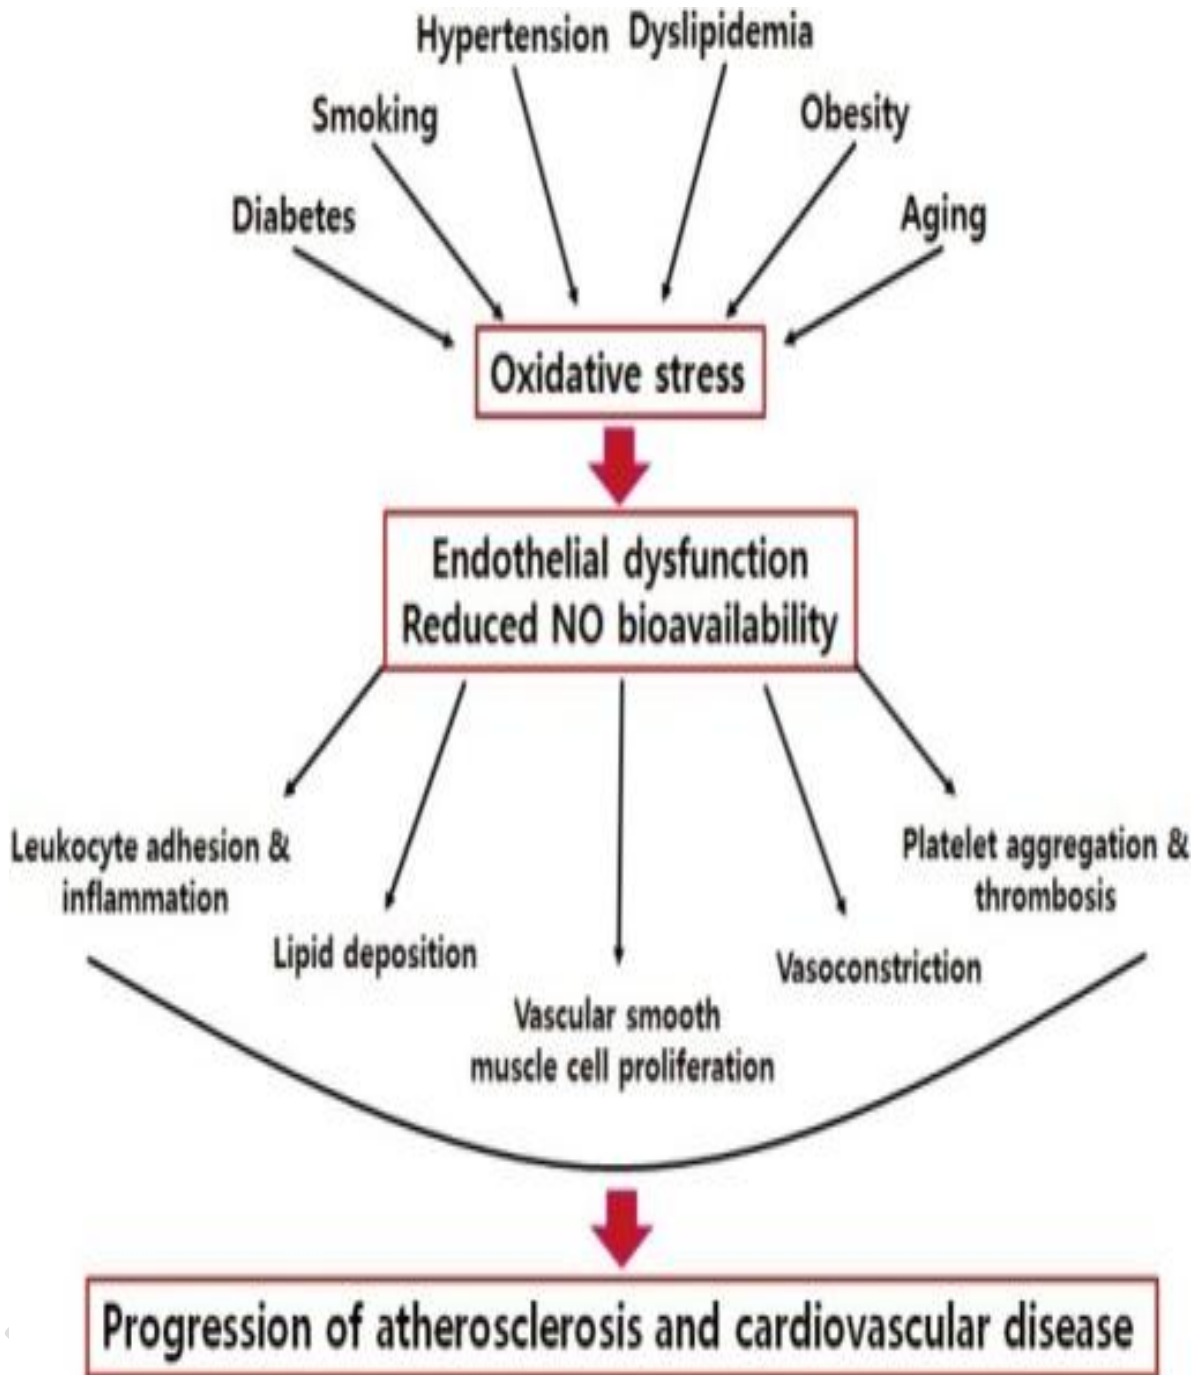 Hypertension Dyslipidemia
Smoking
Obesity
Diabetes
Aging
Oxidative stress
Endothelial dysfunction
Reduced NO bioavailability
Leukocyte adhesion &
inflammation
Platelet aggregation &
thrombosis
Lipid deposition
Vasoconstriction
Vascular smooth
muscle cell proliferation
Progression of atherosclerosis and cardiovascular disease